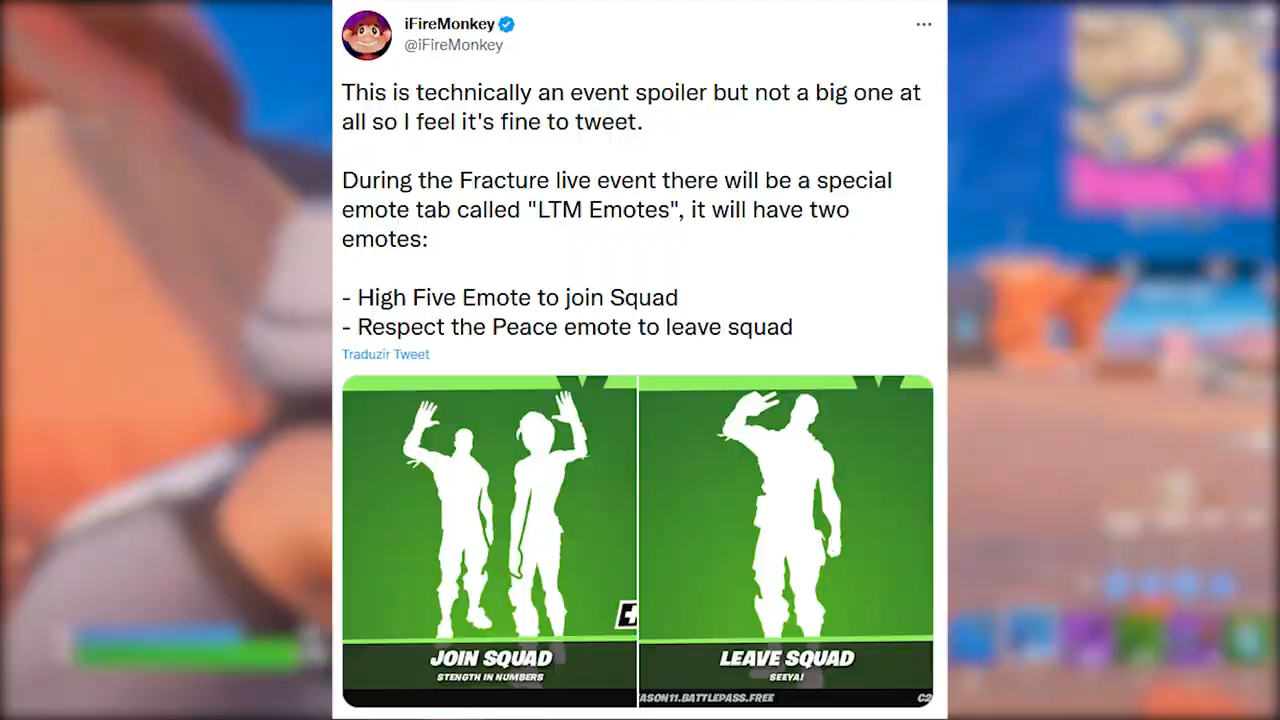 iFireMonkey
@iFireMonkey
This is technically an event spoiler but not a big one at
all so I feel it's fine to tweet.
During the Fracture live event there will be a special
emote tab called "LTM Emotes", it will have two
emotes:
- High Five Emote to join Squad
- Respect the Peace emote to leave squad
Traduzir Tweet
JOIN SQUAD
STENGTH IN NUMBERS
LEAVE SQUAD
SEEYA!
ASON11.BATTLEPASS.FREE
C2